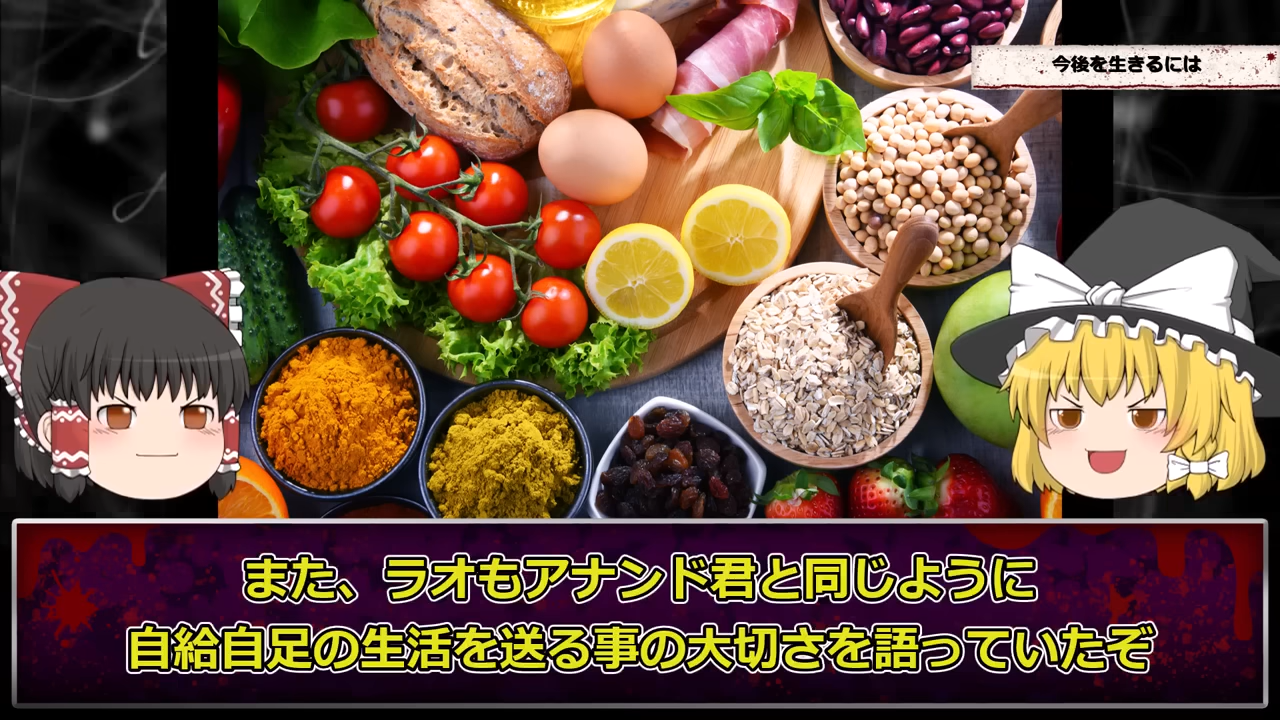 今後を生きるには
また、ラオもアナンド君と同じように
自給自足の生活を送る事の大切さを語っていたぞ